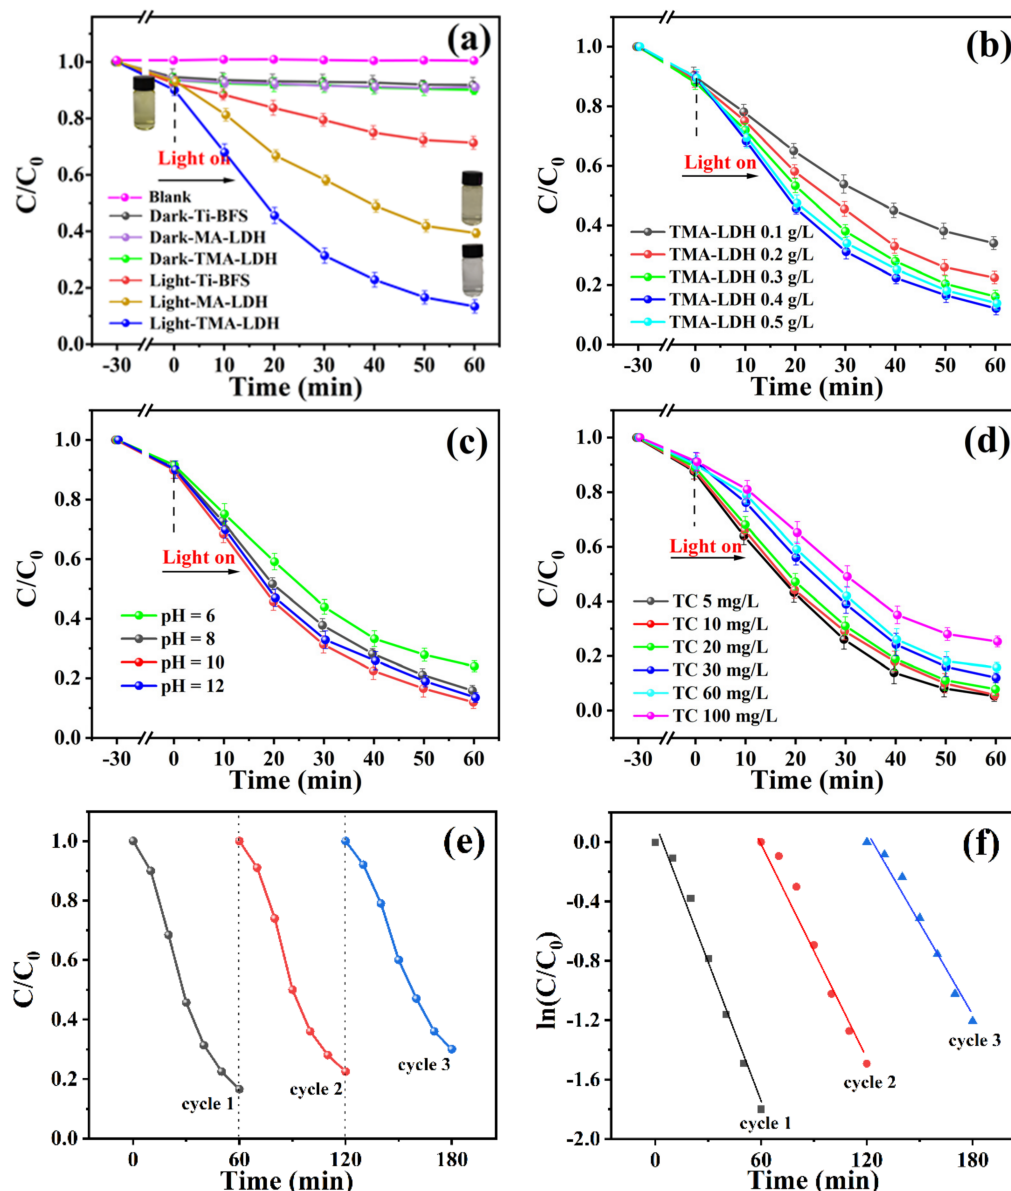 (a)
C/C0
1.0
0.8
0.6
0.4
0.2
0.0
Light on
Blank
Dark-Ti-BFS
Dark-MA-LDH
Dark-TMA-LDH
Light-Ti-BFS
Light-MA-LDH
Light-TMA-LDH
-30 0 10 20 30 40 50 60
Time (min)
(b)
C/C0
1.0
0.8
0.6
0.4
0.2
0.0
Light on
TMA-LDH 0.1 g/L
TMA-LDH 0.2 g/L
TMA-LDH 0.3 g/L
TMA-LDH 0.4 g/L
TMA-LDH 0.5 g/L
-30 0 10 20 30 40 50 60
Time (min)
(c)
C/C0
1.0
0.8
0.6
0.4
0.2
0.0
Light on
pH = 6
pH = 8
pH = 10
pH = 12
-30 0 10 20 30 40 50 60
Time (min)
(d)
C/C0
1.0
0.8
0.6
0.4
0.2
0.0
Light on
TC 5 mg/L
TC 10 mg/L
TC 20 mg/L
TC 30 mg/L
TC 60 mg/L
TC 100 mg/L
-30 0 10 20 30 40 50 60
Time (min)
(e)
C/C0
1.0
0.8
0.6
0.4
0.2
0.0
cycle 1
cycle 2
cycle 3
0 60 120 180
Time (min)
(f)
ln(C/C0)
0.0
-0.4
-0.8
-1.2
-1.6
-2.0
cycle 1
cycle 2
cycle 3
0 60 120 180
Time (min)